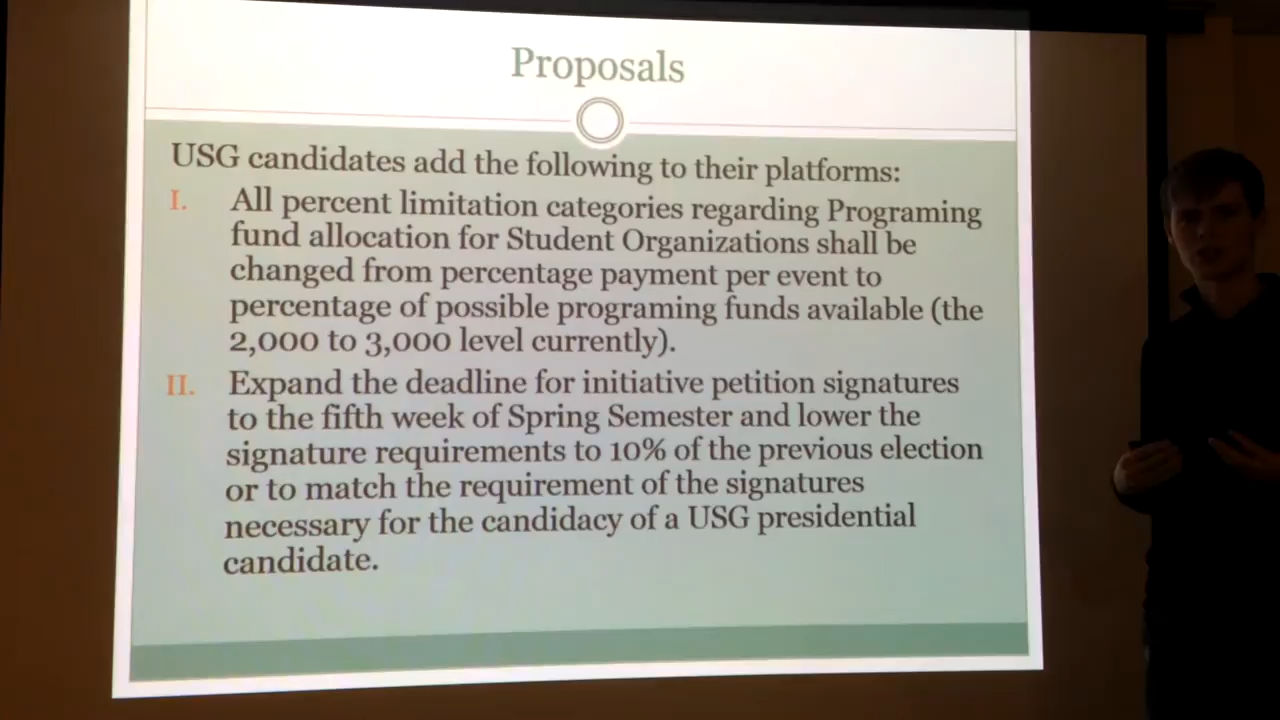 Proposals
USG candidates add the following to their platforms:
I. All percent limitation categories regarding Programing
fund allocation for Student Organizations shall be
changed from percentage payment per event to
percentage of possible programing funds available (the
2,000 to 3,000 level currently).
II. Expand the deadline for initiative petition signatures
to the fifth week of Spring Semester and lower the
signature requirements to 10% of the previous election
or to match the requirement of the signatures
necessary for the candidacy of a USG presidential
candidate.